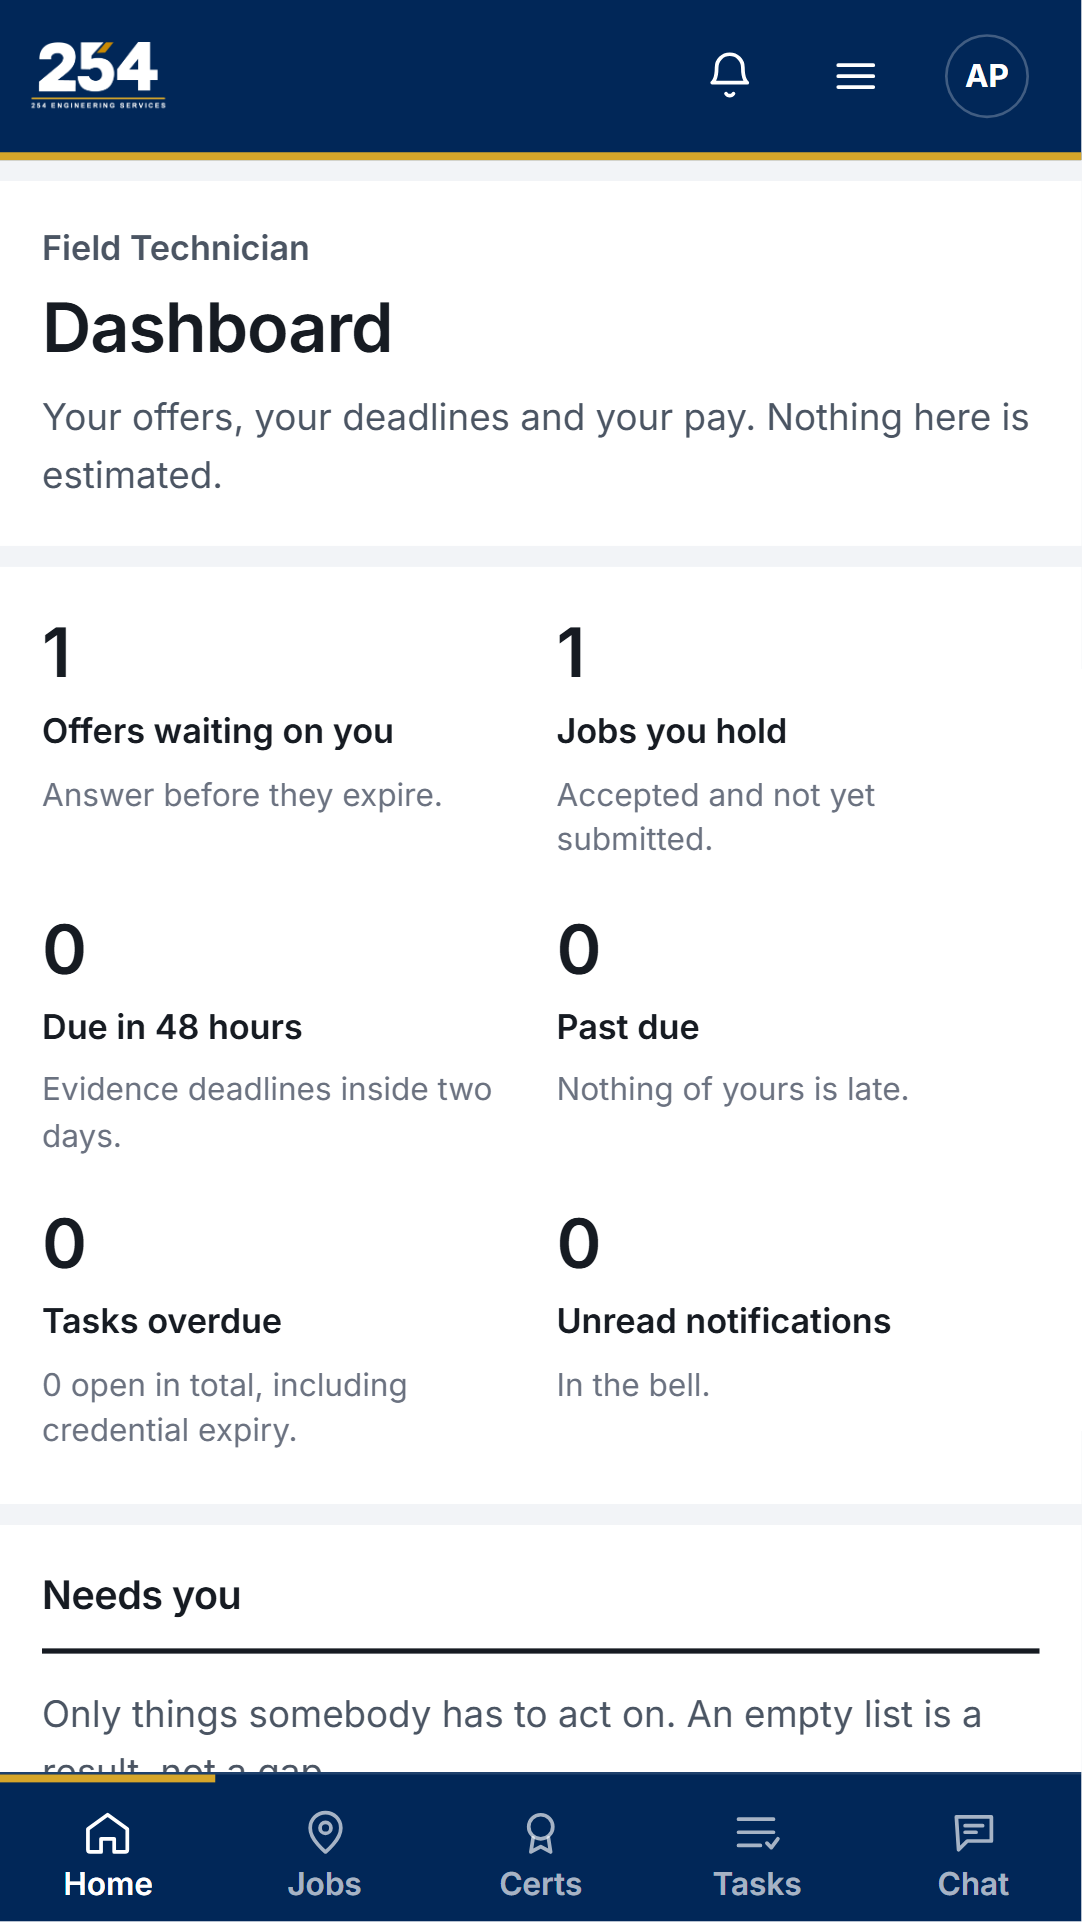 254
254 ENGINEERING SERVICES
AP
Field Technician
Dashboard
Your offers, your deadlines and your pay. Nothing here is
estimated.
1
Offers waiting on you
Answer before they expire.
1
Jobs you hold
Accepted and not yet
submitted.
0
Due in 48 hours
Evidence deadlines inside two
days.
0
Past due
Nothing of yours is late.
0
Tasks overdue
0 open in total, including
credential expiry.
0
Unread notifications
In the bell.
Needs you
Only things somebody has to act on. An empty list is a
result, not a gap
Home
Jobs
Certs
Tasks
Chat